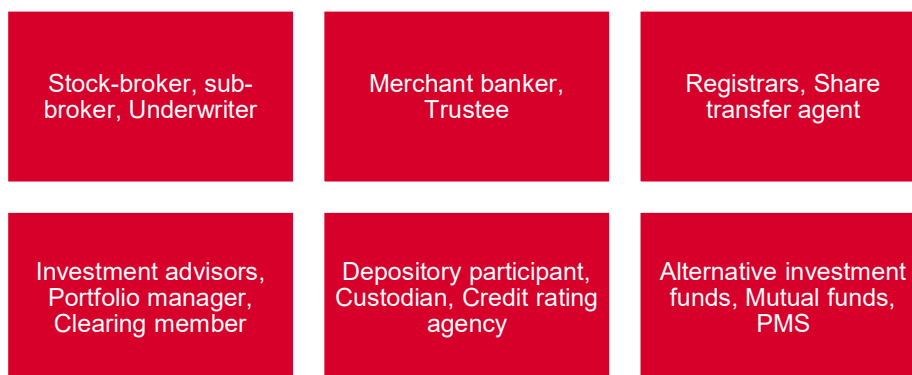 Stock-broker, sub-
broker, Underwriter
Merchant banker,
Trustee
Registrars, Share
transfer agent
Investment advisors,
Portfolio manager,
Clearing member
Depository participant,
Custodian, Credit rating
agency
Alternative investment
funds, Mutual funds,
PMS